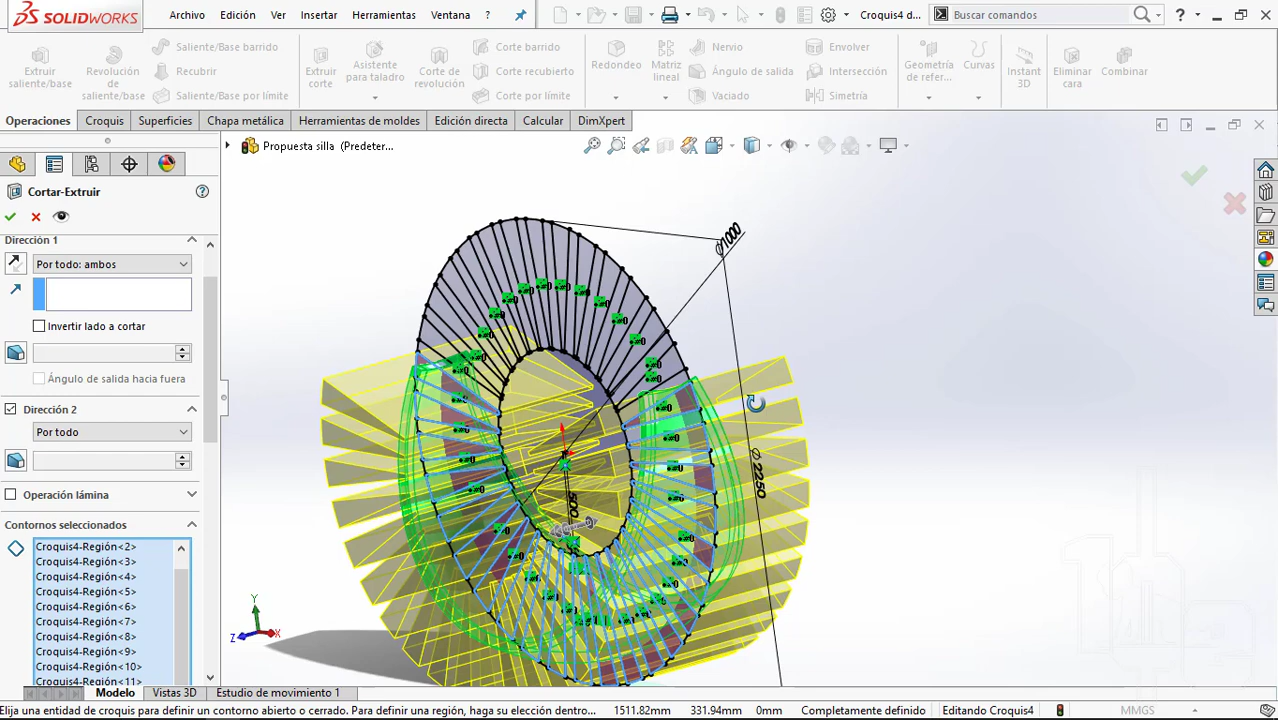 SOLIDWORKS
Archivo Edición Ver Insertar Herramientas Ventana ? Croquis4 d... Buscar comandos ?
Extruir saliente/base
Revolución de saliente/base
Saliente/Base barrido
Recubrir
Saliente/Base por límite
Extruir corte
Asistente para taladro
Corte de revolución
Corte barrido
Corte recubierto
Corte por límite
Redondeo
Matriz lineal
Nervio
Ángulo de salida
Vaciado
Envolver
Intersección
Simetría
Geometría de refer...
Curvas
Instant 3D
Eliminar cara
Combinar
Operaciones Croquis Superficies Chapa metálica Herramientas de moldes Edición directa Calcular DimXpert
Propuesta silla (Predeter...
Cortar-Extruir
Dirección 1
Por todo: ambos
Invertir lado a cortar
Ángulo de salida hacia fuera
Dirección 2
Por todo
Operación lámina
Contornos seleccionados
Croquis4-Región<2>
Croquis4-Región<3>
Croquis4-Región<4>
Croquis4-Región<5>
Croquis4-Región<6>
Croquis4-Región<7>
Croquis4-Región<8>
Croquis4-Región<9>
Croquis4-Región<10>
Croquis4-Región<11>
∅1000
∅2250
500
Y
Z
X
Modelo Vistas 3D Estudio de movimiento 1
Elija una entidad de croquis para definir un contorno abierto o cerrado. Para definir una región, haga su elección dentro... 1511.82mm 331.94mm 0mm Completamente definido Editando Croquis4 MMGS